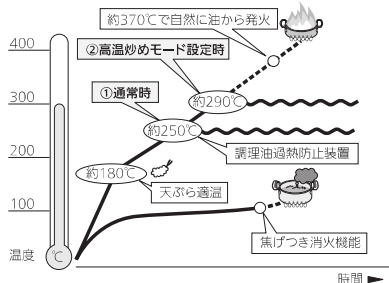 約370℃で自然に油から発火
400
②高温炒めモード設定時
約290℃
300
①通常時
約250℃
調理油過熱防止装置
200
約180℃
天ぷら適温
100
焦げつき消火機能
温度
℃
時間